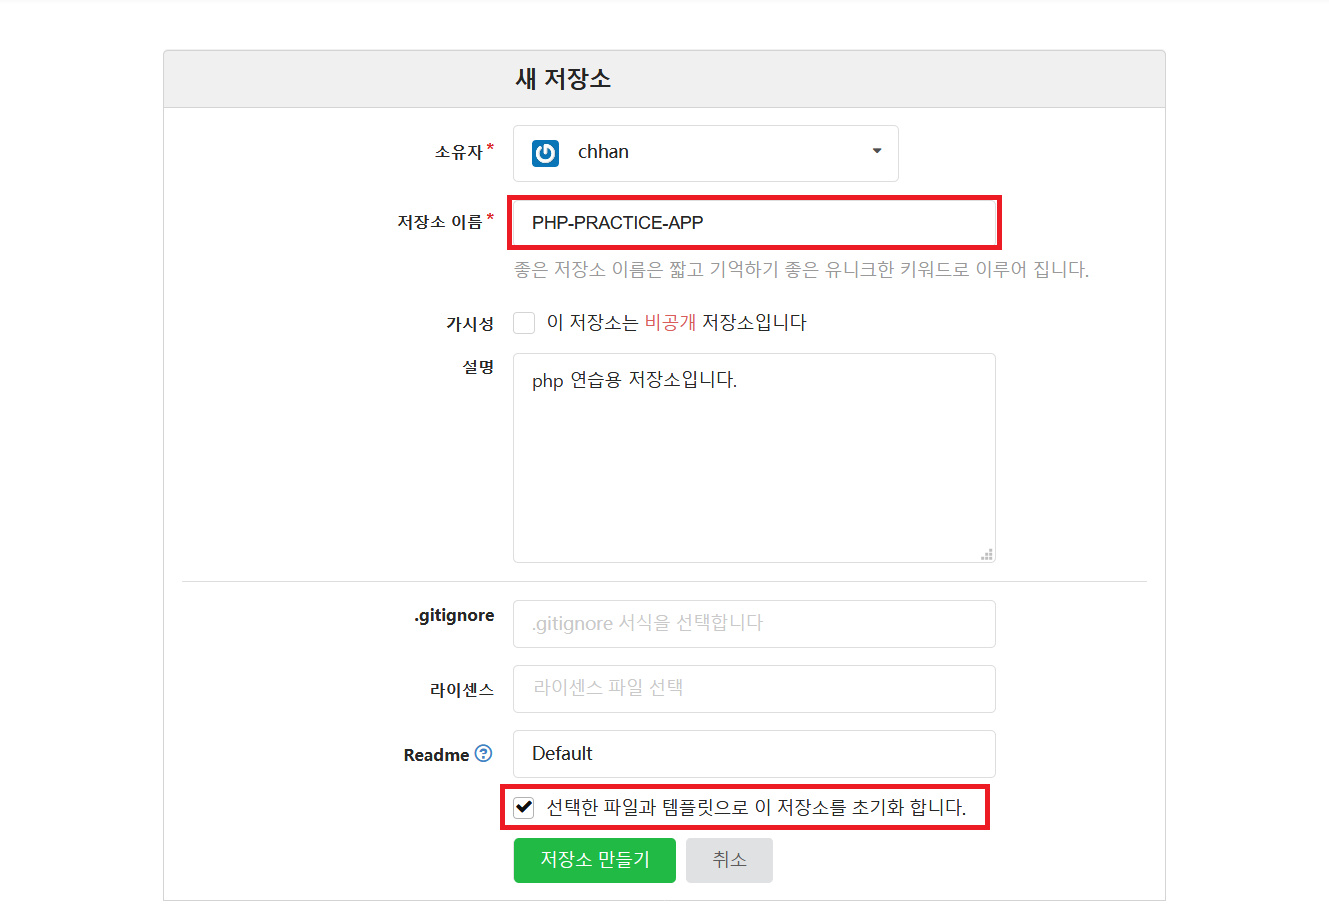 새 저장소
소유자* chhan
저장소 이름* PHP-PRACTICE-APP
좋은 저장소 이름은 짧고 기억하기 좋은 유니크한 키워드로 이루어 집니다.
가시성 이 저장소는 비공개 저장소입니다
설명 php 연습용 저장소입니다.
.gitignore .gitignore 서식을 선택합니다
라이센스 라이센스 파일 선택
Readme ? Default
선택한 파일과 템플릿으로 이 저장소를 초기화 합니다.
저장소 만들기 취소